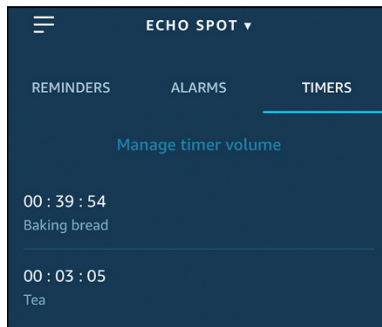 ECHO SPOT ▾
REMINDERS ALARMS TIMERS
Manage timer volume
00 : 39 : 54
Baking bread
00 : 03 : 05
Tea